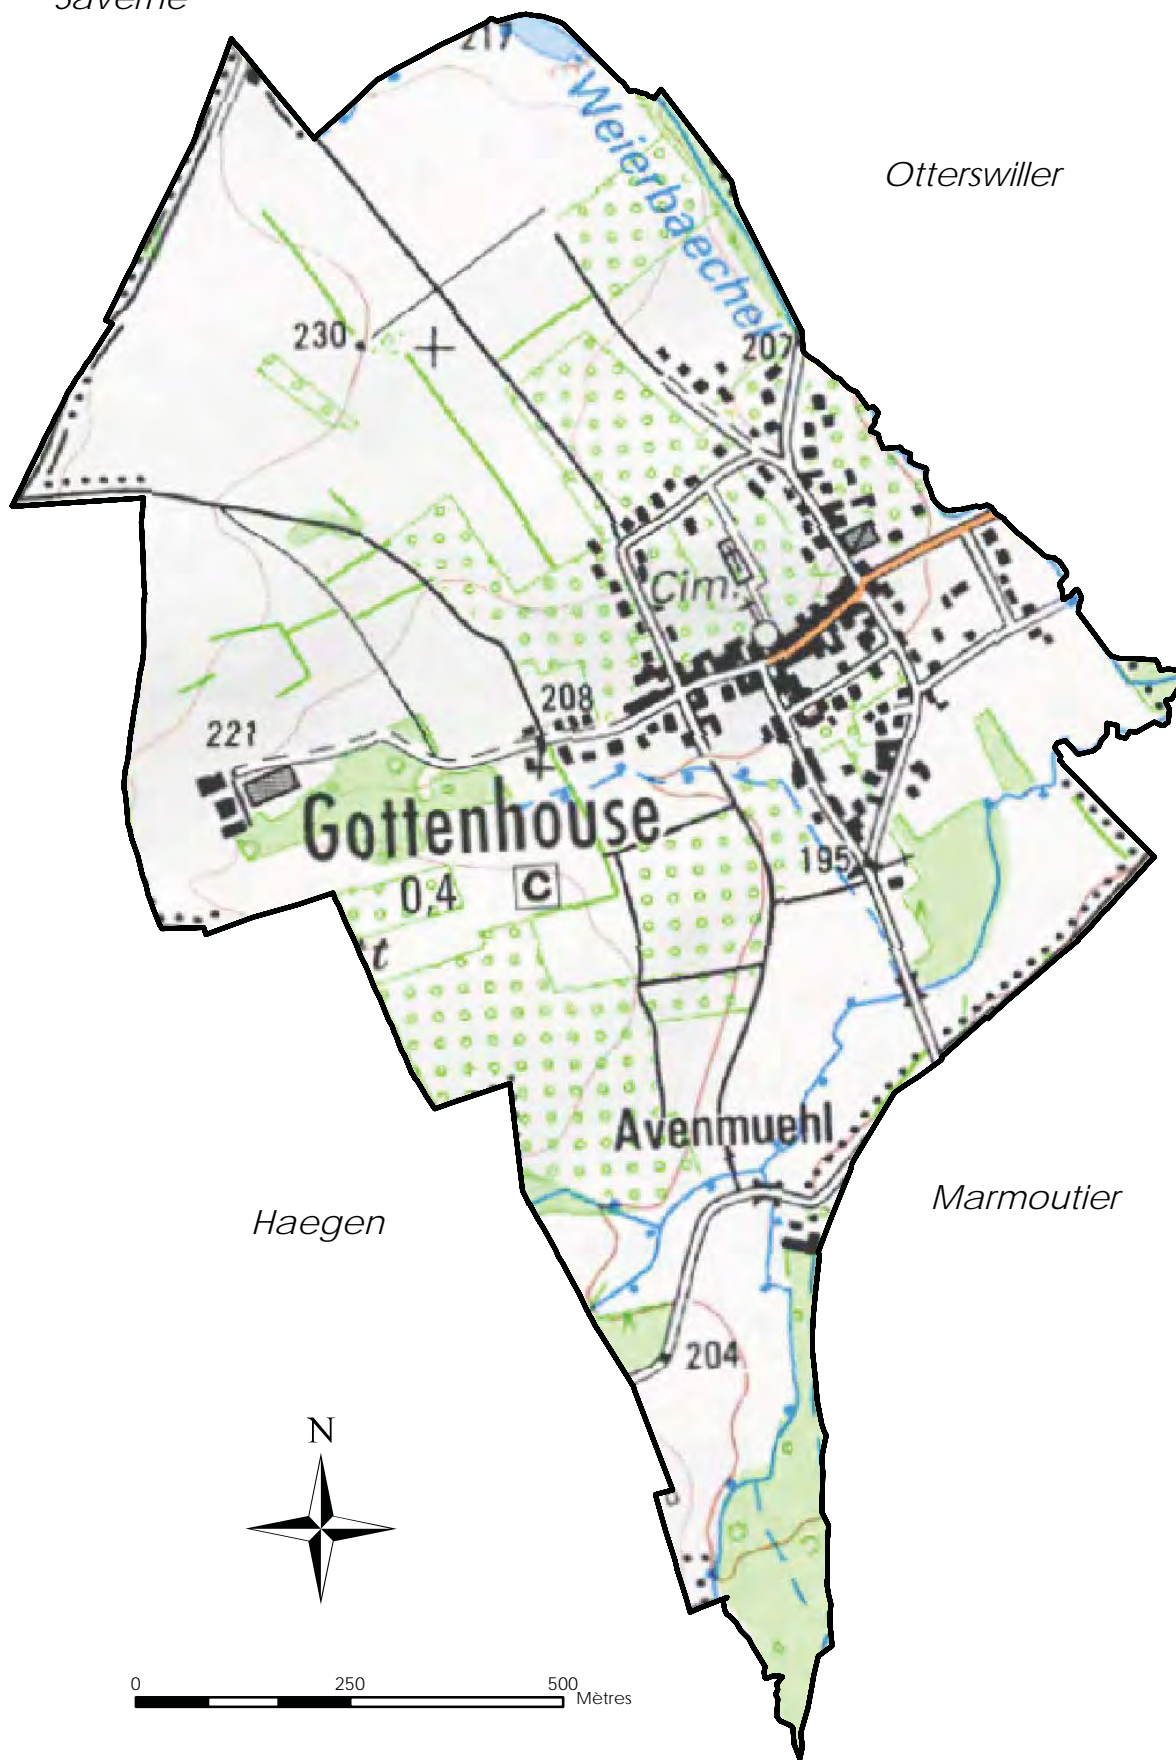 Saverne
217
Weierbaechel
Otterswiller
230
207
Cim.
208
221
Gottenhouse
195
0,4
C
t
Avenmuehl
Haegen
Marmoutier
204
N
0 250 500
Mètres